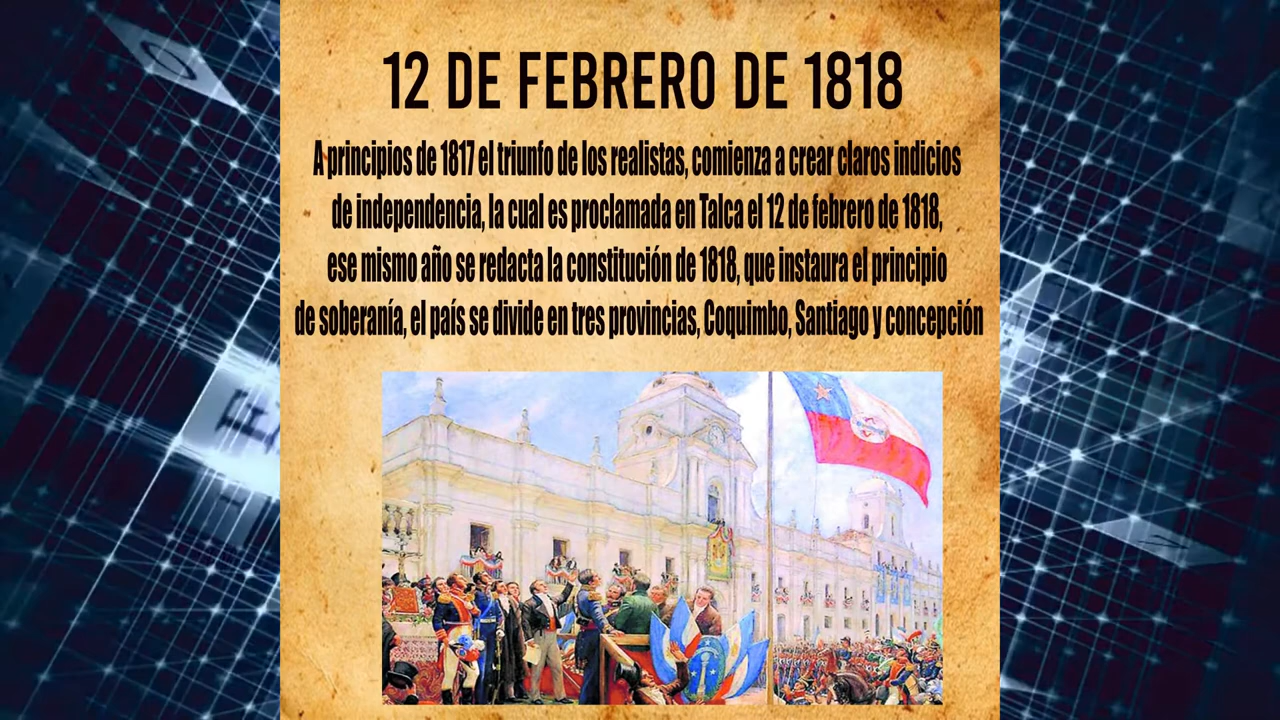 12 DE FEBRERO DE 1818
A principios de 1817 el triunfo de los realistas, comienza a crear claros indicios
de independencia, la cual es proclamada en Talca el 12 de febrero de 1818,
ese mismo año se redacta la constitución de 1818, que instaura el principio
de soberanía, el país se divide en tres provincias, Coquimbo, Santiago y concepción